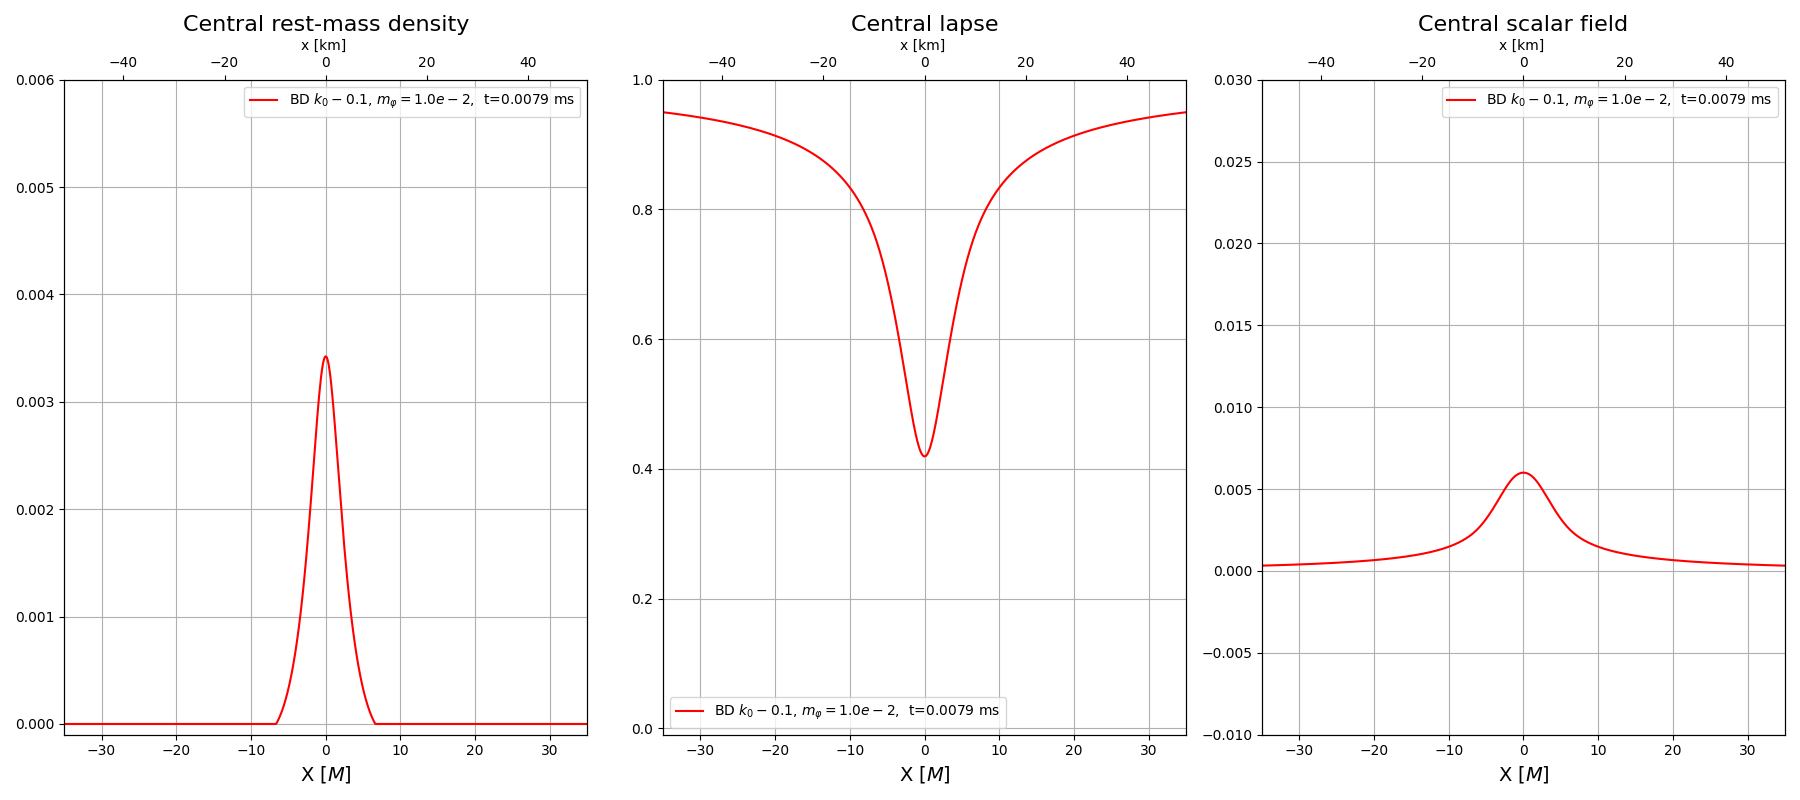 Central rest-mass density
x [km]
−40 −20 0 20 40
0.006
0.005
0.004
0.003
0.002
0.001
0.000
BD k₀ − 0.1, m_φ = 1.0e − 2, t=0.0079 ms
−30 −20 −10 0 10 20 30
X [M]
Central lapse
x [km]
−40 −20 0 20 40
1.0
0.8
0.6
0.4
0.2
0.0
BD k₀ − 0.1, m_φ = 1.0e − 2, t=0.0079 ms
−30 −20 −10 0 10 20 30
X [M]
Central scalar field
x [km]
−40 −20 0 20 40
0.030
0.025
0.020
0.015
0.010
0.005
0.000
−0.005
−0.010
BD k₀ − 0.1, m_φ = 1.0e − 2, t=0.0079 ms
−30 −20 −10 0 10 20 30
X [M]